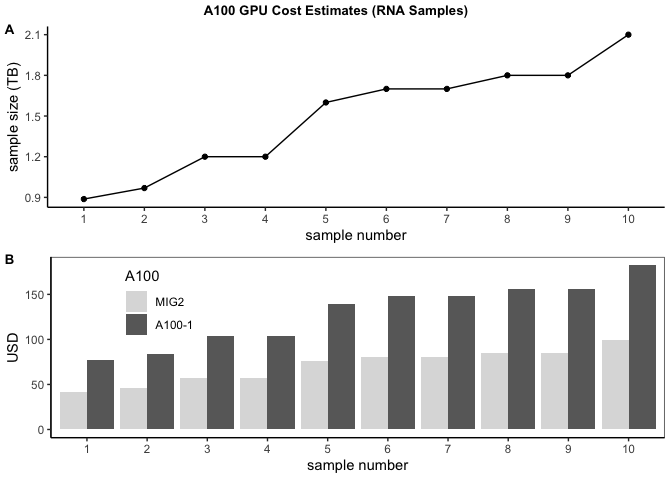 A100 GPU Cost Estimates (RNA Samples)
A
sample size (TB)
2.1
1.8
1.5
1.2
0.9
1 2 3 4 5 6 7 8 9 10
sample number
B
USD
150
100
50
0
A100
MIG2
A100-1
1 2 3 4 5 6 7 8 9 10
sample number